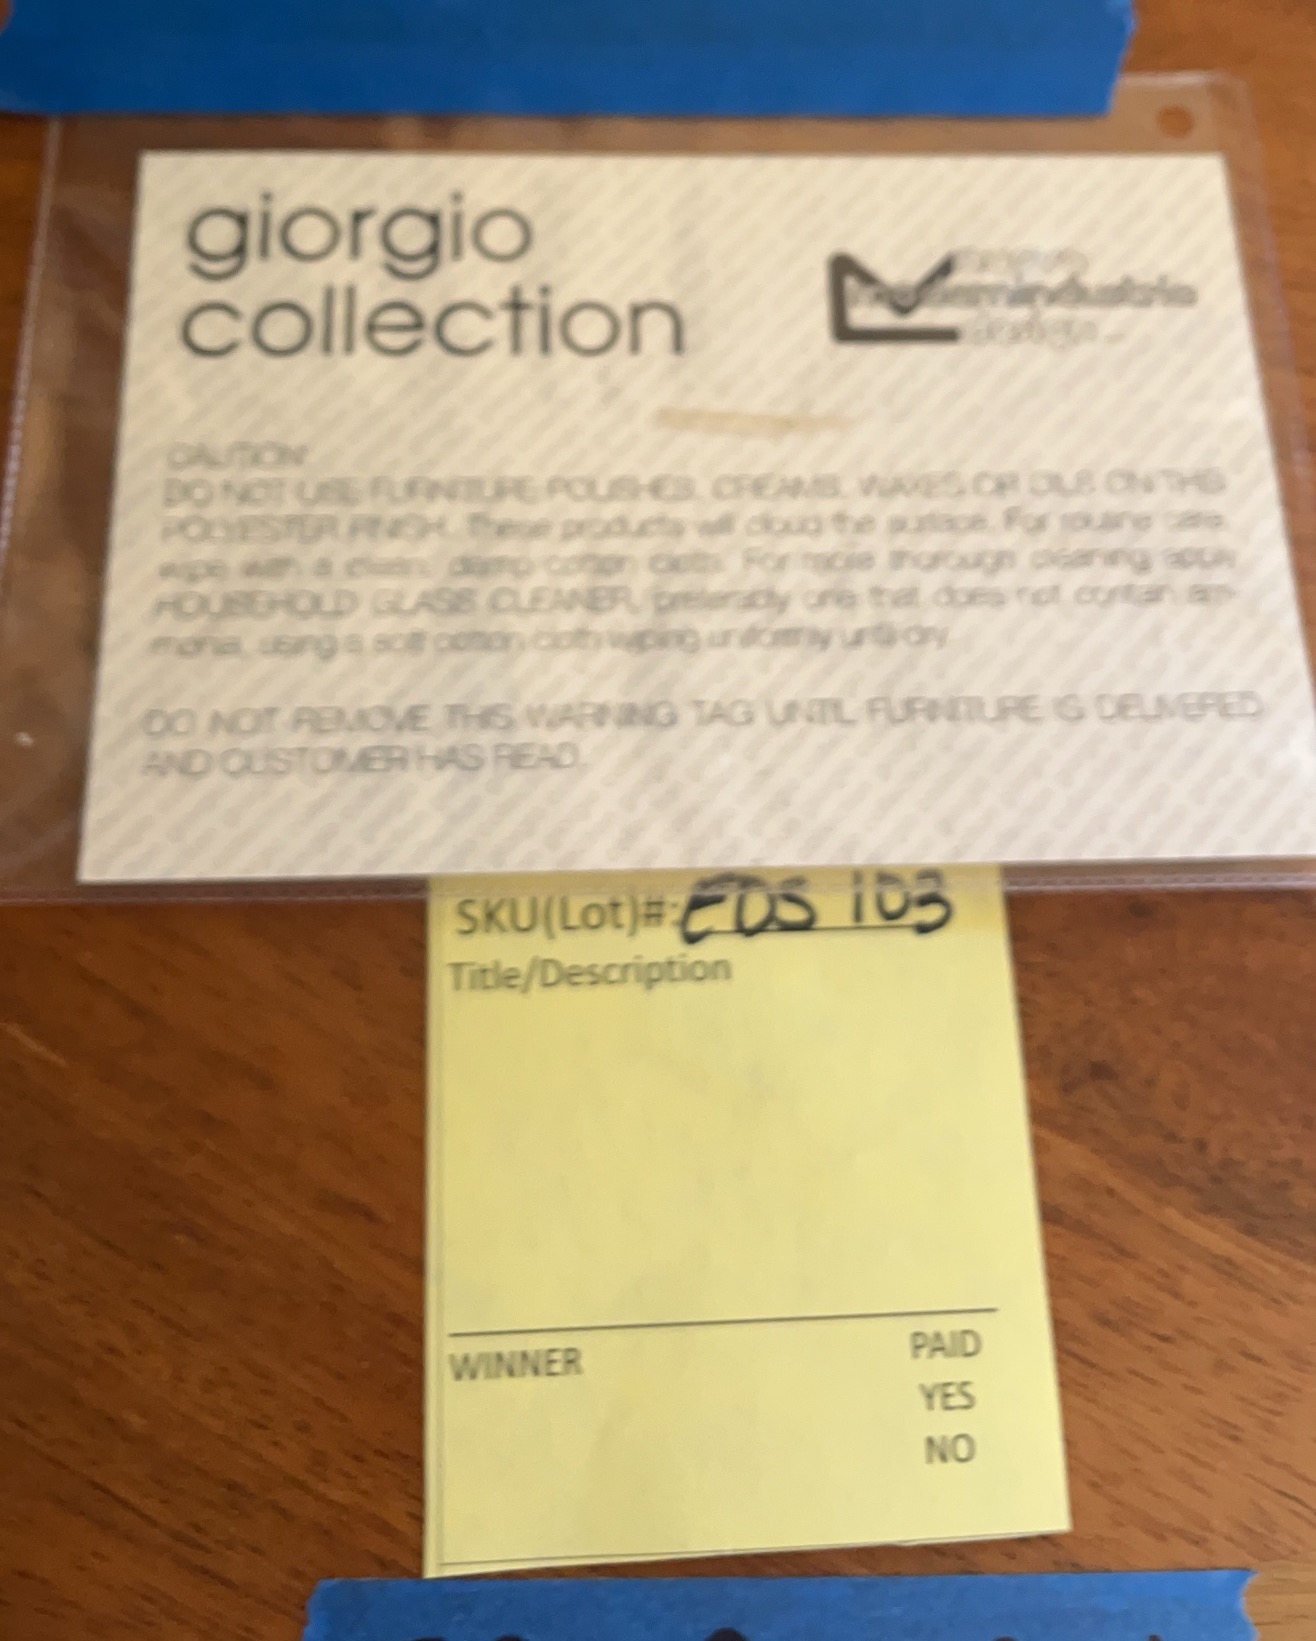 giorgio
collection
CAUTION:
DO NOT USE FURNITURE POLISHES, CREAMS, WAXES OR OILS ON THIS
POLYESTER FINISH. These products will cloud the surface. For routine care,
wipe with a clean, damp cotton cloth. For more thorough cleaning apply
HOUSEHOLD GLASS CLEANER, preferably one that does not contain am-
monia, using a soft cotton cloth wiping uniformly until dry.
DO NOT REMOVE THIS WARNING TAG UNTIL FURNITURE IS DELIVERED
AND CUSTOMER HAS READ.
SKU(Lot)#: EDS 103
Title/Description
WINNER
PAID
YES
NO